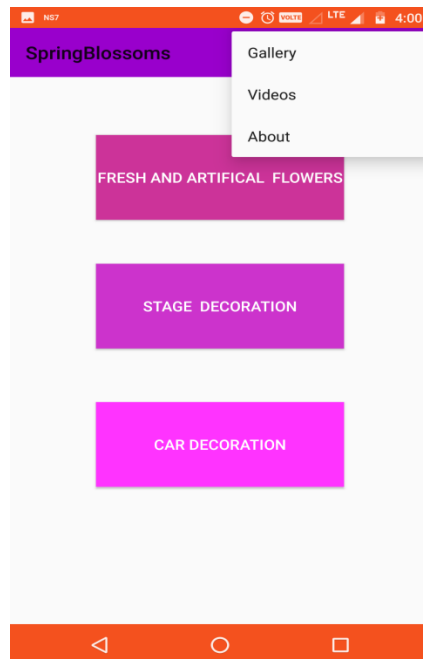 NS7 VOLTE LTE 4:00
SpringBlossoms
Gallery
Videos
About
FRESH AND ARTIFICAL FLOWERS
STAGE DECORATION
CAR DECORATION